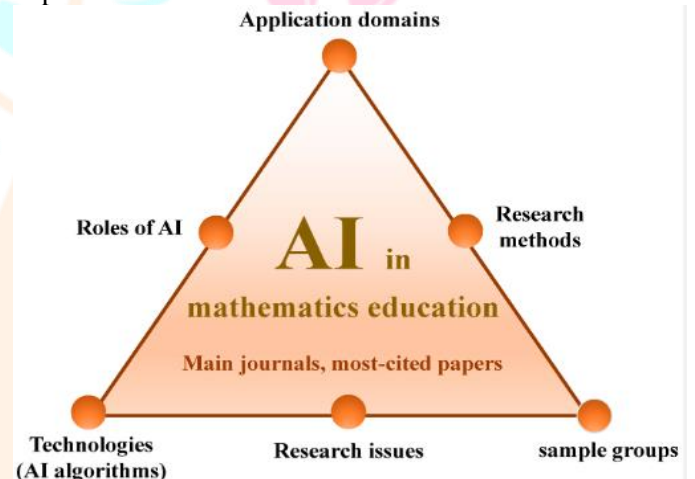 Application domains
Roles of AI
Research
methods
AI in
mathematics education
Main journals, most-cited papers
Technologies
(AI algorithms)
Research issues
sample groups